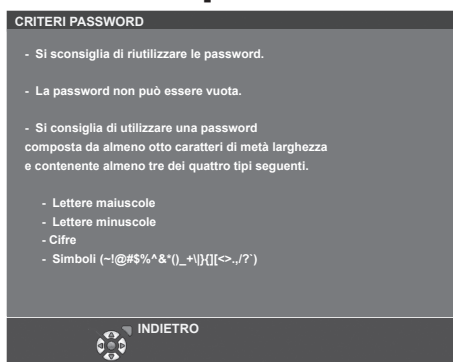 CRITERI PASSWORD
- Si sconsiglia di riutilizzare le password.
- La password non può essere vuota.
- Si consiglia di utilizzare una password
composta da almeno otto caratteri di metà larghezza
e contenente almeno tre dei quattro tipi seguenti.
- Lettere maiuscole
- Lettere minuscole
- Cifre
- Simboli (~!@#$%^&*()_+\|}{][<>.,/?`)
INDIETRO